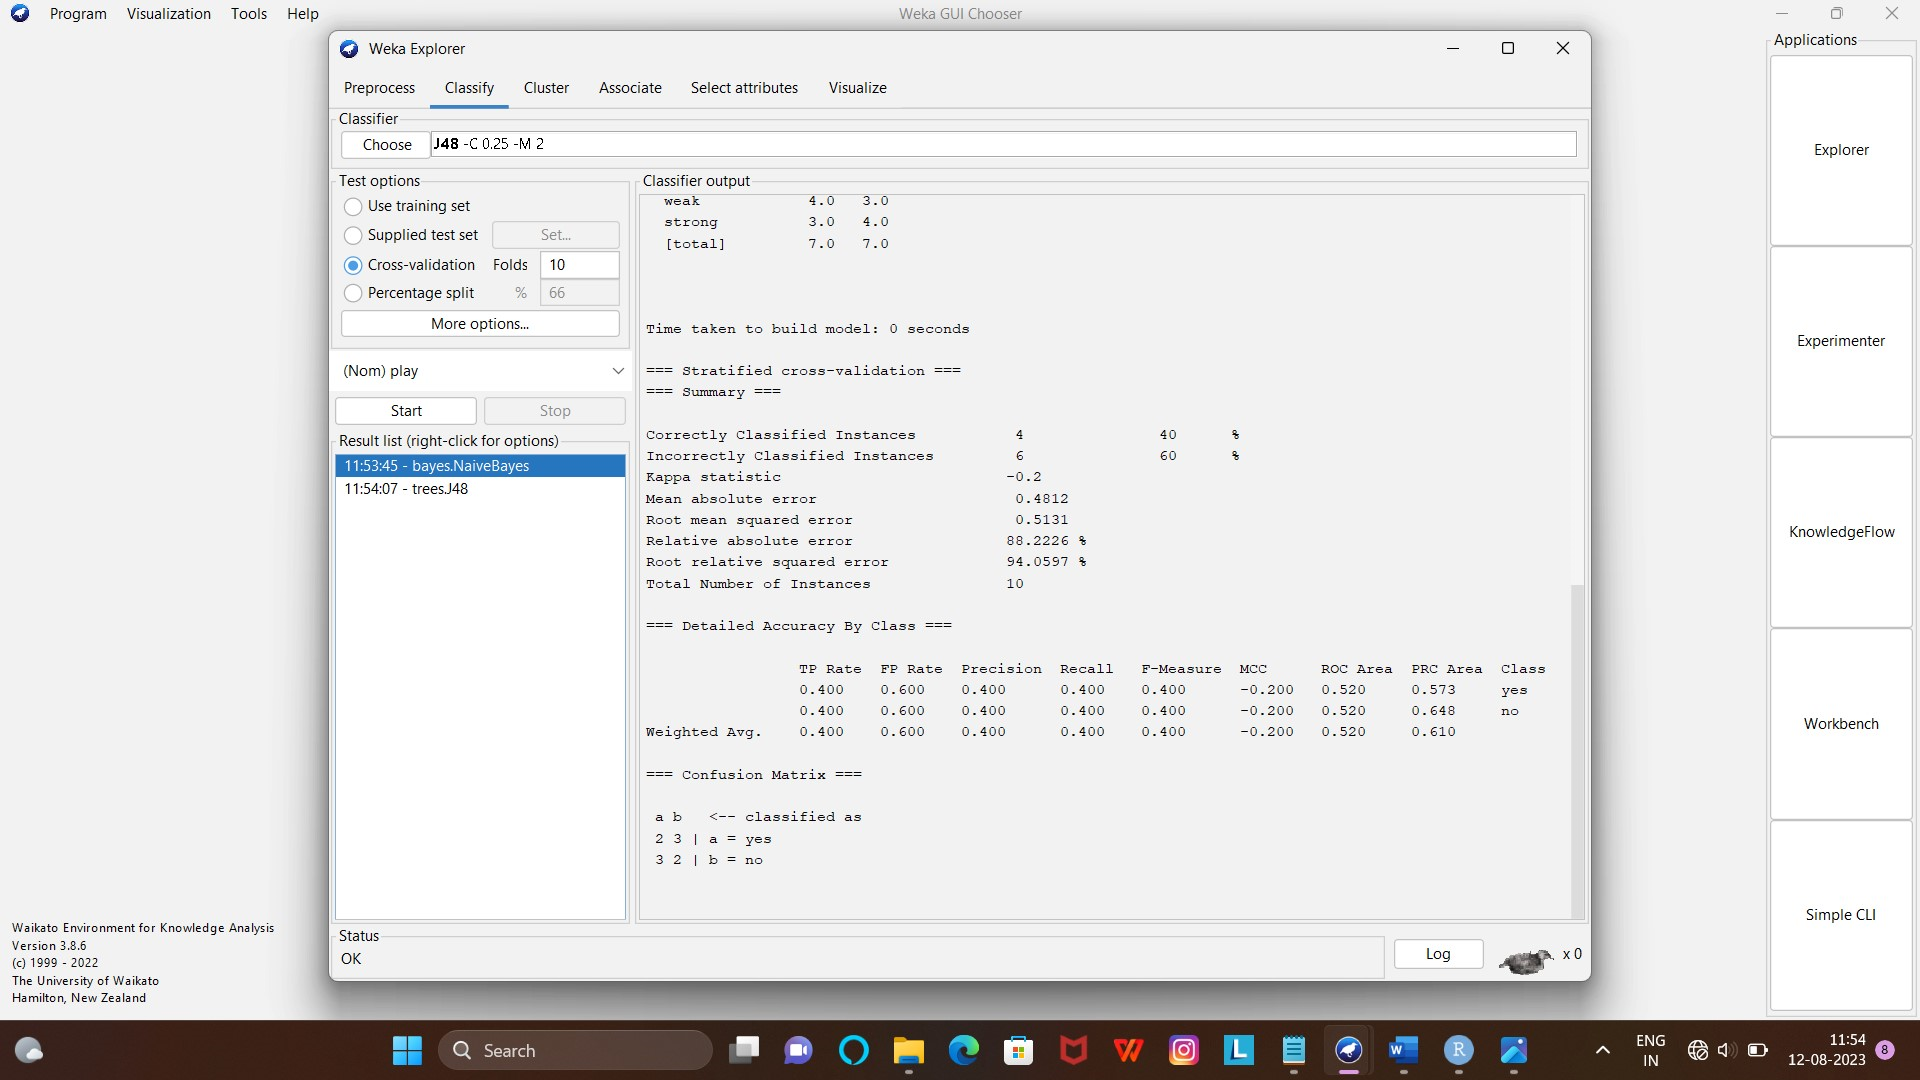 Program Visualization Tools Help Weka GUI Chooser
Weka Explorer
Preprocess Classify Cluster Associate Select attributes Visualize
Classifier
Choose J48 -C 0.25 -M 2
Test options
Use training set
Supplied test set Set...
Cross-validation Folds 10
Percentage split % 66
More options...
(Nom) play
Start Stop
Result list (right-click for options)
11:53:45 - bayes.NaiveBayes
11:54:07 - trees.J48
Classifier output
weak 4.0 3.0
strong 3.0 4.0
[total] 7.0 7.0
Time taken to build model: 0 seconds
=== Stratified cross-validation ===
=== Summary ===
Correctly Classified Instances 4 40 %
Incorrectly Classified Instances 6 60 %
Kappa statistic -0.2
Mean absolute error 0.4812
Root mean squared error 0.5131
Relative absolute error 88.2226 %
Root relative squared error 94.0597 %
Total Number of Instances 10
=== Detailed Accuracy By Class ===
TP Rate FP Rate Precision Recall F-Measure MCC ROC Area PRC Area Class
0.400 0.600 0.400 0.400 0.400 -0.200 0.520 0.573 yes
0.400 0.600 0.400 0.400 0.400 -0.200 0.520 0.648 no
Weighted Avg. 0.400 0.600 0.400 0.400 0.400 -0.200 0.520 0.610
=== Confusion Matrix ===
a b <-- classified as
2 3 | a = yes
3 2 | b = no
Status
OK
Log
x 0
Applications
Explorer
Experimenter
KnowledgeFlow
Workbench
Simple CLI
Waikato Environment for Knowledge Analysis
Version 3.8.6
(c) 1999 - 2022
The University of Waikato
Hamilton, New Zealand
Search
L
W
R
ENG
IN
11:54
12-08-2023
8